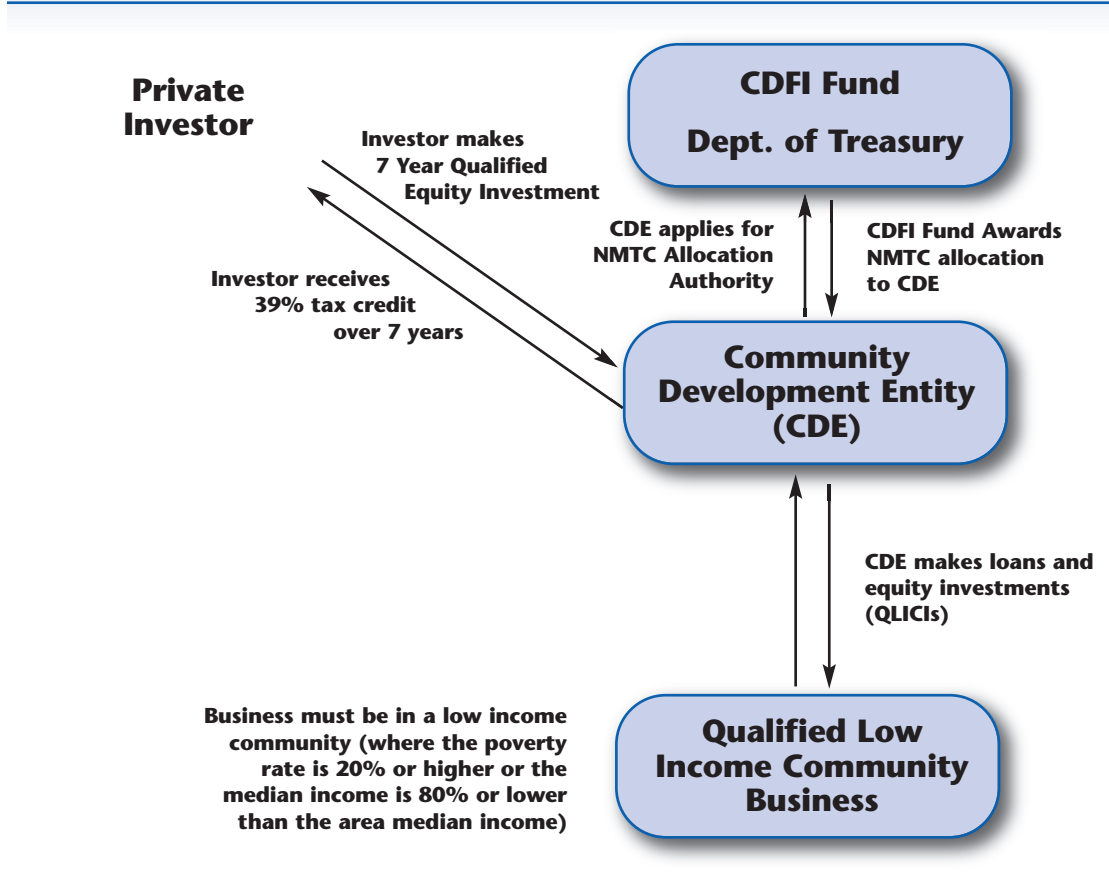 Private
Investor
CDFI Fund
Dept. of Treasury
Investor makes
7 Year Qualified
Equity Investment
CDE applies for
NMTC Allocation
Authority
CDFI Fund Awards
NMTC allocation
to CDE
Investor receives
39% tax credit
over 7 years
Community
Development Entity
(CDE)
CDE makes loans and
equity investments
(QLICIs)
Business must be in a low income
community (where the poverty
rate is 20% or higher or the
median income is 80% or lower
than the area median income)
Qualified Low
Income Community
Business